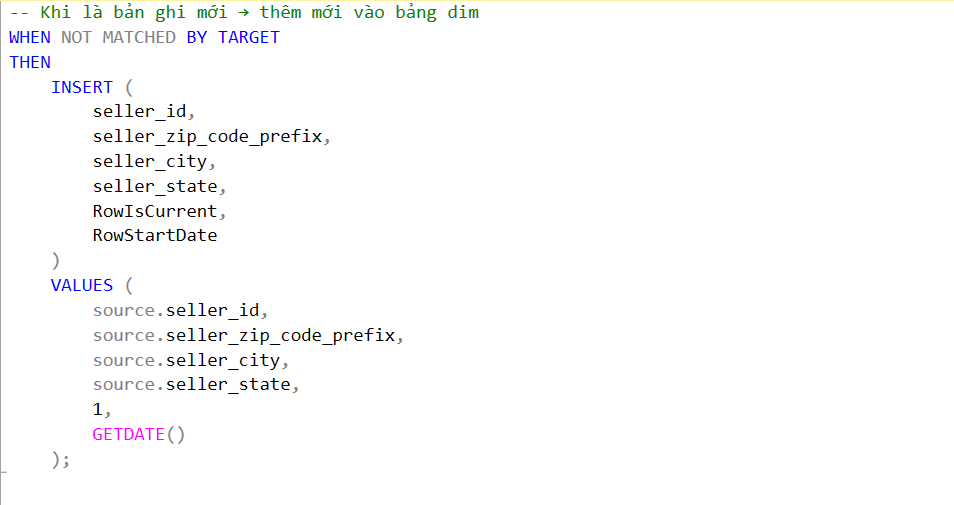 -- Khi là bản ghi mới → thêm mới vào bảng dim
WHEN NOT MATCHED BY TARGET
THEN
    INSERT (
        seller_id,
        seller_zip_code_prefix,
        seller_city,
        seller_state,
        RowIsCurrent,
        RowStartDate
    )
    VALUES (
        source.seller_id,
        source.seller_zip_code_prefix,
        source.seller_city,
        source.seller_state,
        1,
        GETDATE()
    );